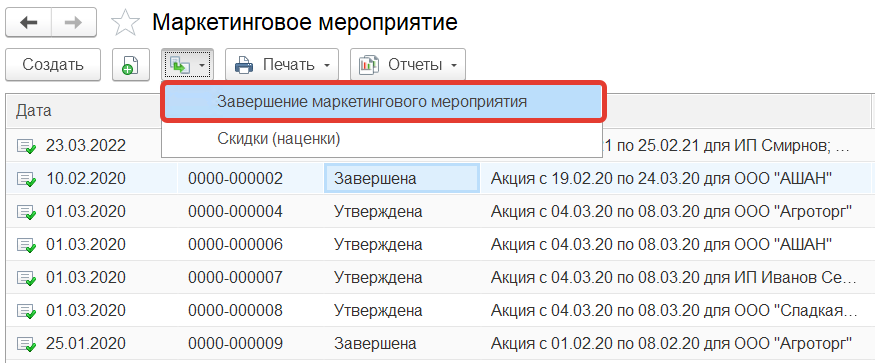 Маркетинговое мероприятие
Создать Печать Отчеты
Завершение маркетингового мероприятия
Дата
Скидки (наценки)
23.03.2022 1 по 25.02.21 для ИП Смирнов; ...
10.02.2020 0000-000002 Завершена Акция с 19.02.20 по 24.03.20 для ООО "АШАН"
01.03.2020 0000-000004 Утверждена Акция с 04.03.20 по 08.03.20 для ООО "Агроторг"
01.03.2020 0000-000006 Утверждена Акция с 04.03.20 по 08.03.20 для ООО "АШАН"
01.03.2020 0000-000007 Утверждена Акция с 04.03.20 по 08.03.20 для ИП Иванов Се...
01.03.2020 0000-000008 Утверждена Акция с 04.03.20 по 08.03.20 для ООО "Сладкая...
25.01.2020 0000-000009 Завершена Акция с 01.02.20 по 08.02.20 для ООО "Агроторг"